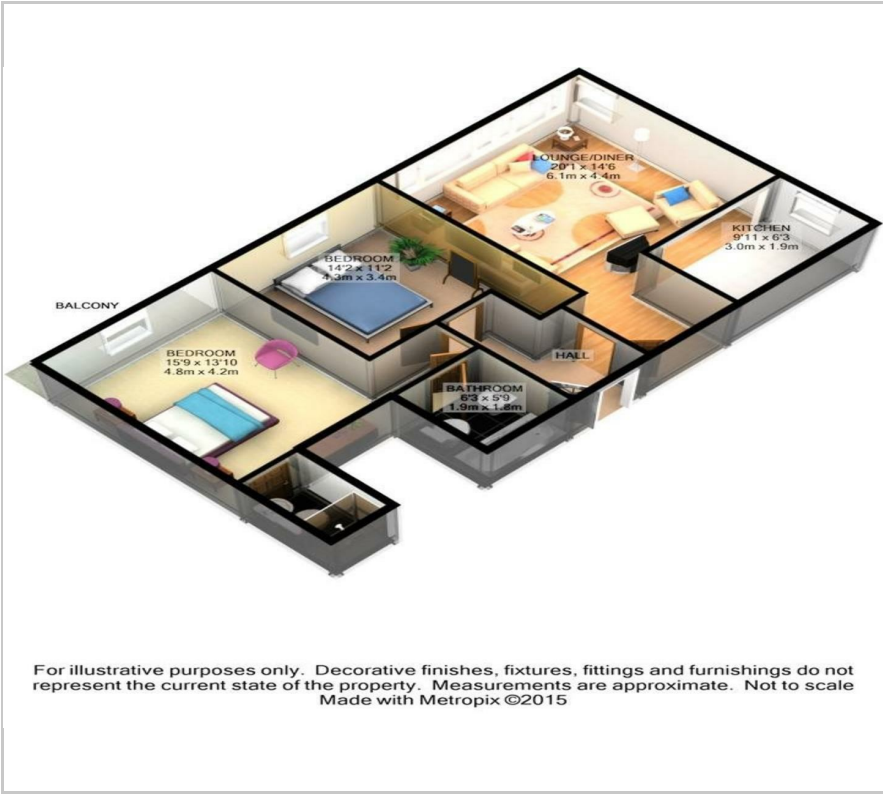 LOUNGE/DINER
20'1 x 14'6
6.1m x 4.4m
KITCHEN
9'11 x 6'3
3.0m x 1.9m
BEDROOM
14'2 x 11'2
4.3m x 3.4m
BALCONY
BEDROOM
15'9 x 13'10
4.8m x 4.2m
HALL
BATHROOM
6'3 x 5'9
1.9m x 1.8m
For illustrative purposes only. Decorative finishes, fixtures, fittings and furnishings do not
represent the current state of the property. Measurements are approximate. Not to scale
Made with Metropix ©2015